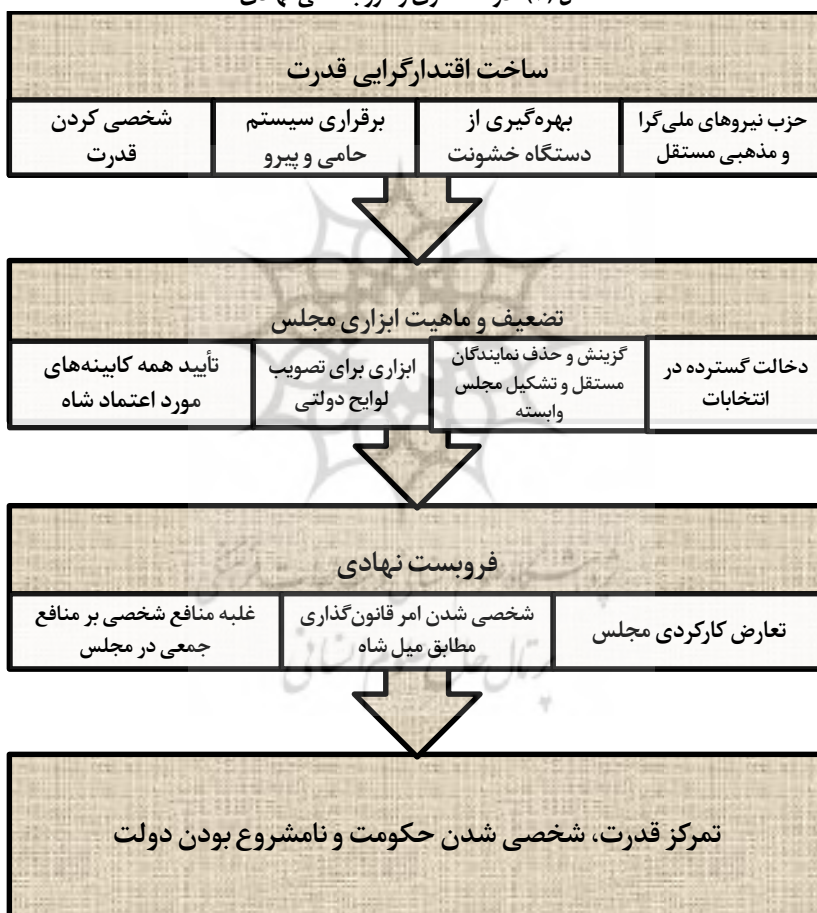 ساخت اقتدارگرایی قدرت
حزب نیروهای ملی‌گرا
و مذهبی مستقل
بهره‌گیری از
دستگاه خشونت
برقراری سیستم
حامی و پیرو
شخصی کردن
قدرت
تضعیف و ماهیت ابزاری مجلس
دخالت گسترده در
انتخابات
گزینش و حذف نمایندگان
مستقل و تشکیل مجلس
وابسته
ابزاری برای تصویب
لوایح دولتی
تأیید همه کابینه‌های
مورد اعتماد شاه
فروبست نهادی
تعارض کارکردی مجلس
شخصی شدن امر قانون‌گذاری
مطابق میل شاه
غلبه منافع شخصی بر منافع
جمعی در مجلس
پرتال جامع علوم انسانی
تمرکز قدرت، شخصی شدن حکومت و نامشروع بودن دولت